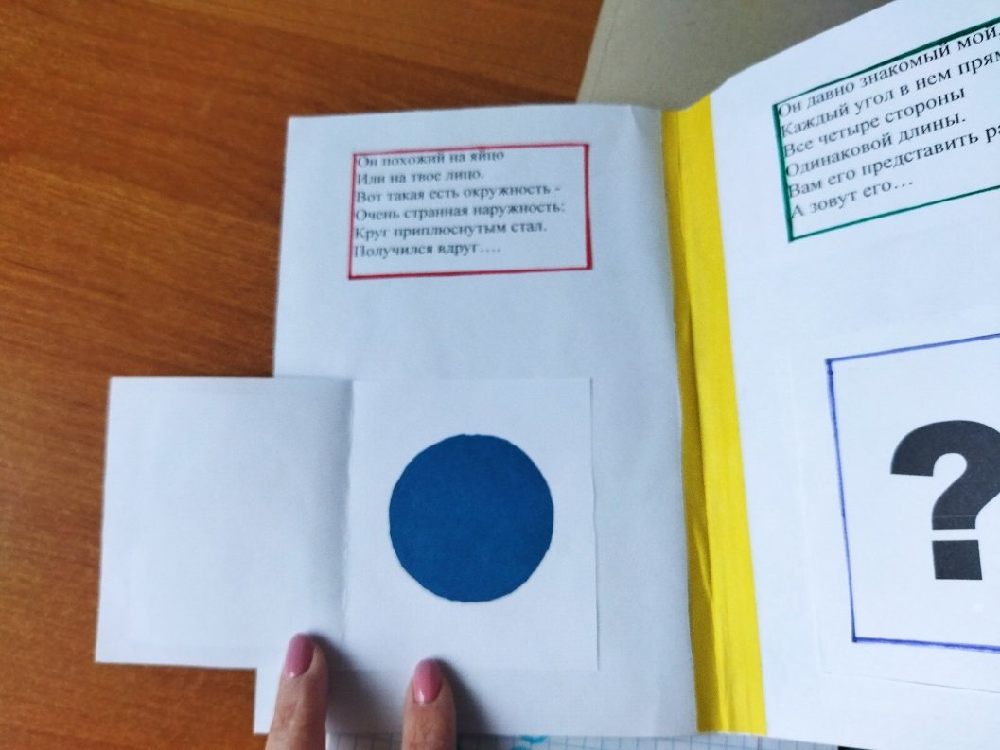 Он похожий на яйцо
Или на твое лицо.
Вот такая есть окружность -
Очень странная наружность:
Круг приплюснутым стал.
Получился вдруг....
Он давно знакомый мой,
Каждый угол в нем
Все четыре стороны
Одинаковой длины.
Вам его представить
А зовут его...
?